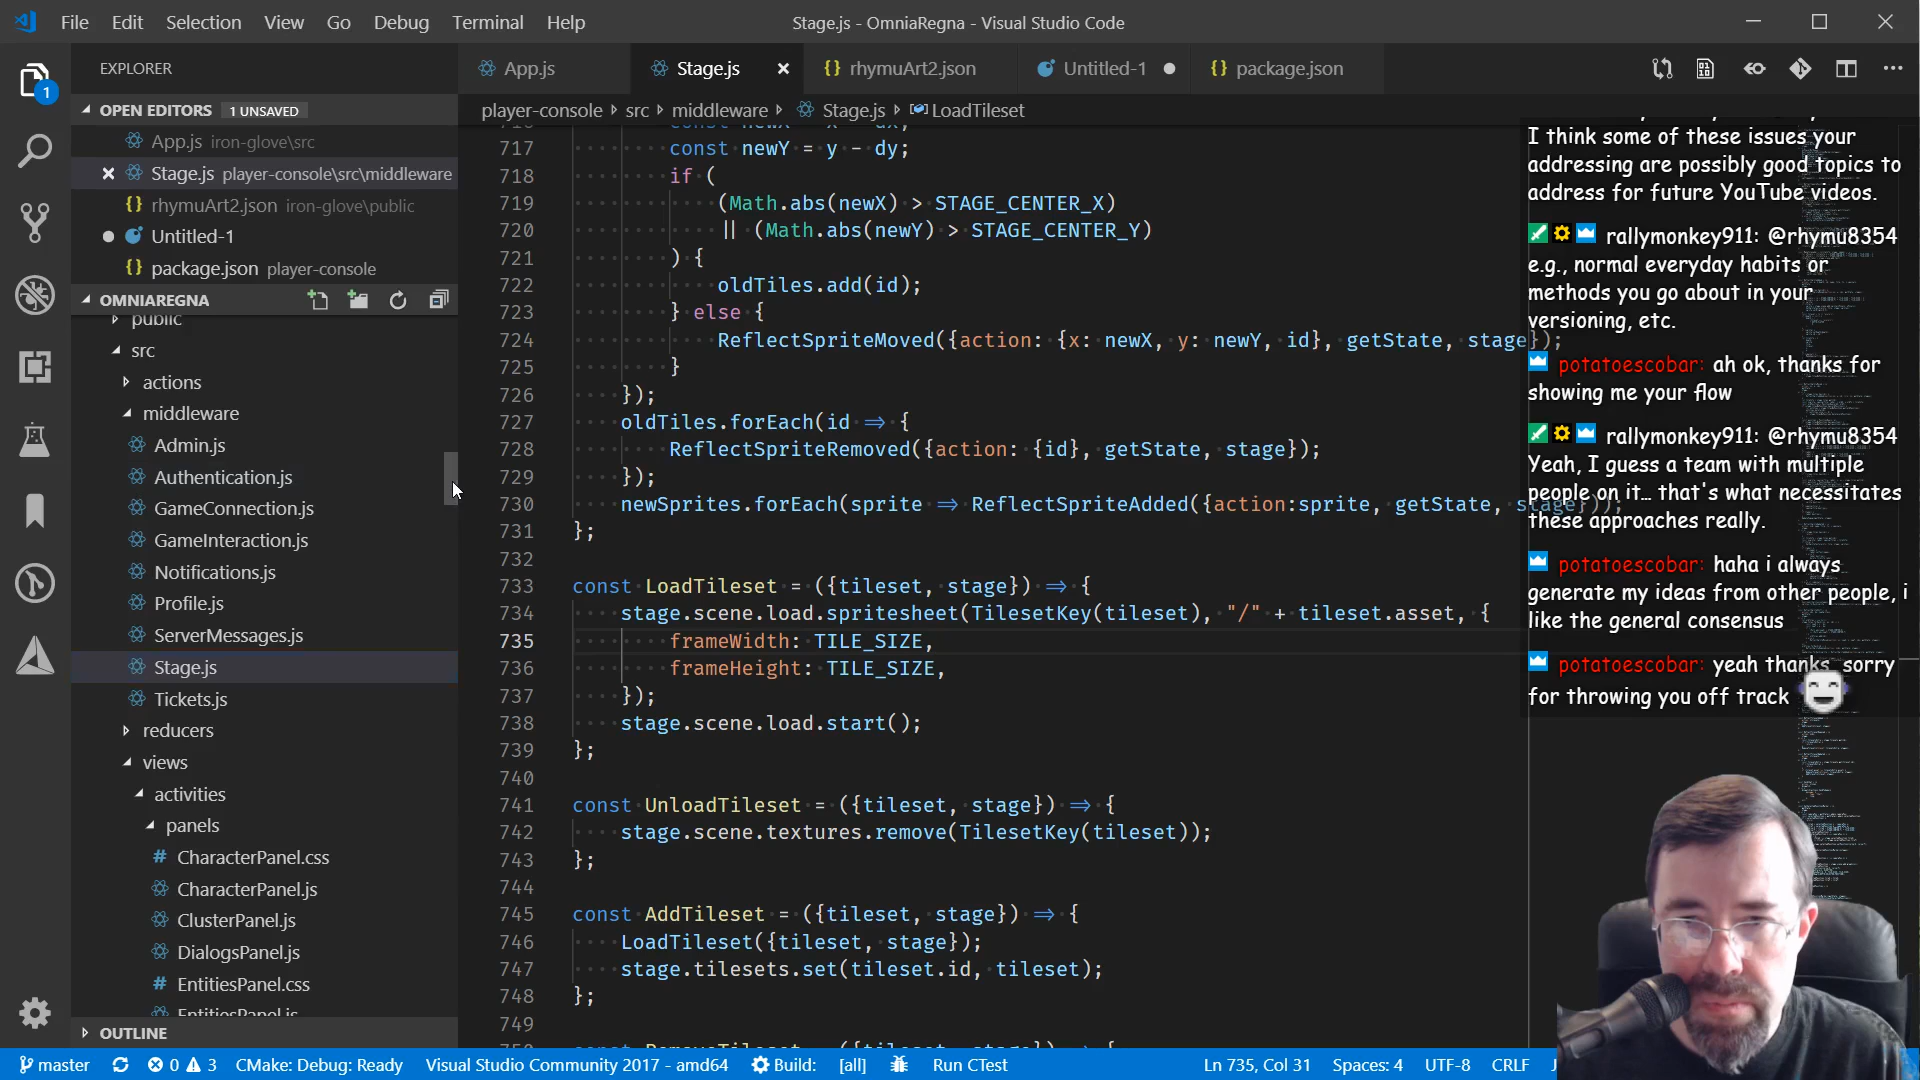 File Edit Selection View Go Debug Terminal Help
Stage.js - OmniaRegna - Visual Studio Code
EXPLORER
OPEN EDITORS 1 UNSAVED
App.js iron-glove\src
Stage.js player-console\src\middleware
rhymuArt2.json iron-glove\public
Untitled-1
package.json player-console
OMNIAREGNA
public
src
actions
middleware
Admin.js
Authentication.js
GameConnection.js
GameInteraction.js
Notifications.js
Profile.js
ServerMessages.js
Stage.js
Tickets.js
reducers
views
activities
panels
CharacterPanel.css
CharacterPanel.js
ClusterPanel.js
DialogsPanel.js
EntitiesPanel.css
EntitiesPanel.js
OUTLINE
1
App.js
Stage.js
rhymuArt2.json
Untitled-1
package.json
player-console src middleware Stage.js LoadTileset
717 const newY = y - dy;
718 if (
719 (Math.abs(newX) > STAGE_CENTER_X)
720 || (Math.abs(newY) > STAGE_CENTER_Y)
721 ) {
722 oldTiles.add(id);
723 } else {
724 ReflectSpriteMoved({action: {x: newX, y: newY, id}, getState, stage});
725 }
726 });
727 oldTiles.forEach(id => {
728 ReflectSpriteRemoved({action: {id}, getState, stage});
729 });
730 newSprites.forEach(sprite => ReflectSpriteAdded({action:sprite, getState, stage}));
731 };
732
733 const LoadTileset = ({tileset, stage}) => {
734 stage.scene.load.spritesheet(TilesetKey(tileset), "/" + tileset.asset, {
735 frameWidth: TILE_SIZE,
736 frameHeight: TILE_SIZE,
737 });
738 stage.scene.load.start();
739 };
740
741 const UnloadTileset = ({tileset, stage}) => {
742 stage.scene.textures.remove(TilesetKey(tileset));
743 };
744
745 const AddTileset = ({tileset, stage}) => {
746 LoadTileset({tileset, stage});
747 stage.tilesets.set(tileset.id, tileset);
748 };
749
I think some of these issues your
addressing are possibly good topics to
address for future YouTube videos.
rallymonkey911: @rhymu8354
e.g., normal everyday habits or
methods you go about in your
versioning, etc.
potatoescobar: ah ok, thanks for
showing me your flow
rallymonkey911: @rhymu8354
Yeah, I guess a team with multiple
people on it... that's what necessitates
these approaches really.
potatoescobar: haha i always
generate my ideas from other people, i
like the general consensus
potatoescobar: yeah thanks, sorry
for throwing you off track
master 0 3 CMake: Debug: Ready Visual Studio Community 2017 - amd64 Build: [all] Run CTest Ln 735, Col 31 Spaces: 4 UTF-8 CRLF